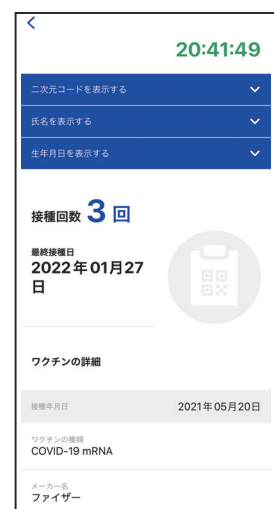 20:41:49
二次元コードを表示する
氏名を表示する
生年月日を表示する
接種回数 3 回
最終接種日
2022年01月27
日
ワクチンの詳細
接種年月日 2021年05月20日
ワクチンの種類
COVID-19 mRNA
メーカー名
ファイザー